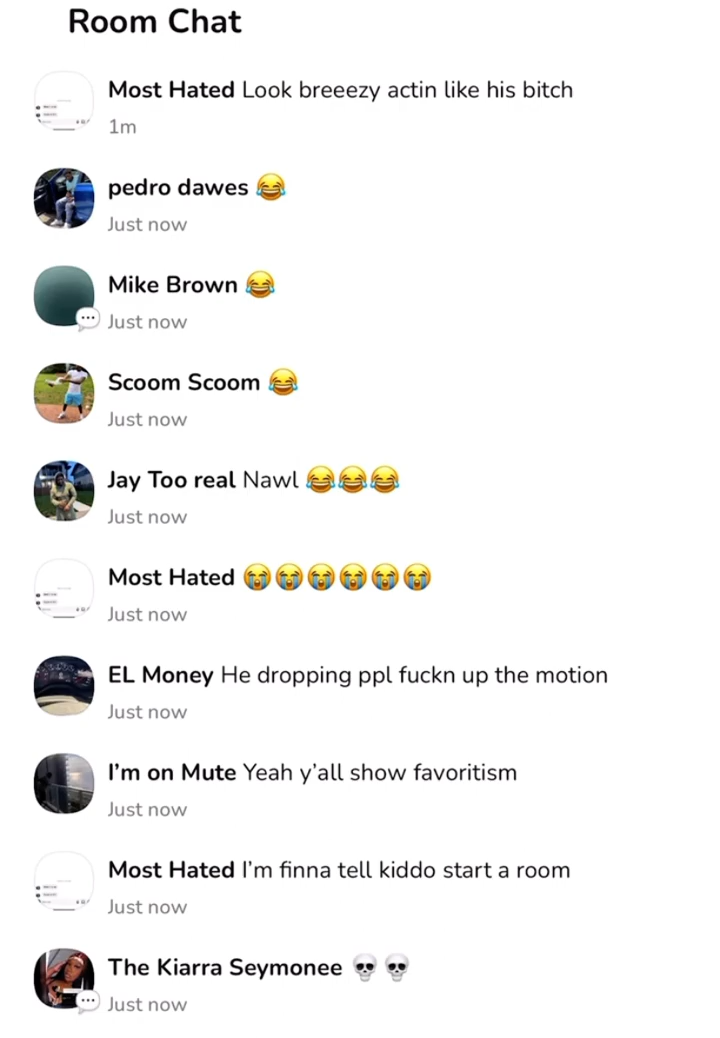 Room Chat
Most Hated Look breeezy actin like his bitch
1m
pedro dawes 😂
Just now
Mike Brown 😂
Just now
Scoom Scoom 😂
Just now
Jay Too real Nawl 😂😂😂
Just now
Most Hated 😭😭😭😭😭😭
Just now
EL Money He dropping ppl fuckn up the motion
Just now
I'm on Mute Yeah y'all show favoritism
Just now
Most Hated I'm finna tell kiddo start a room
Just now
The Kiarra Seymonee 💀💀
Just now